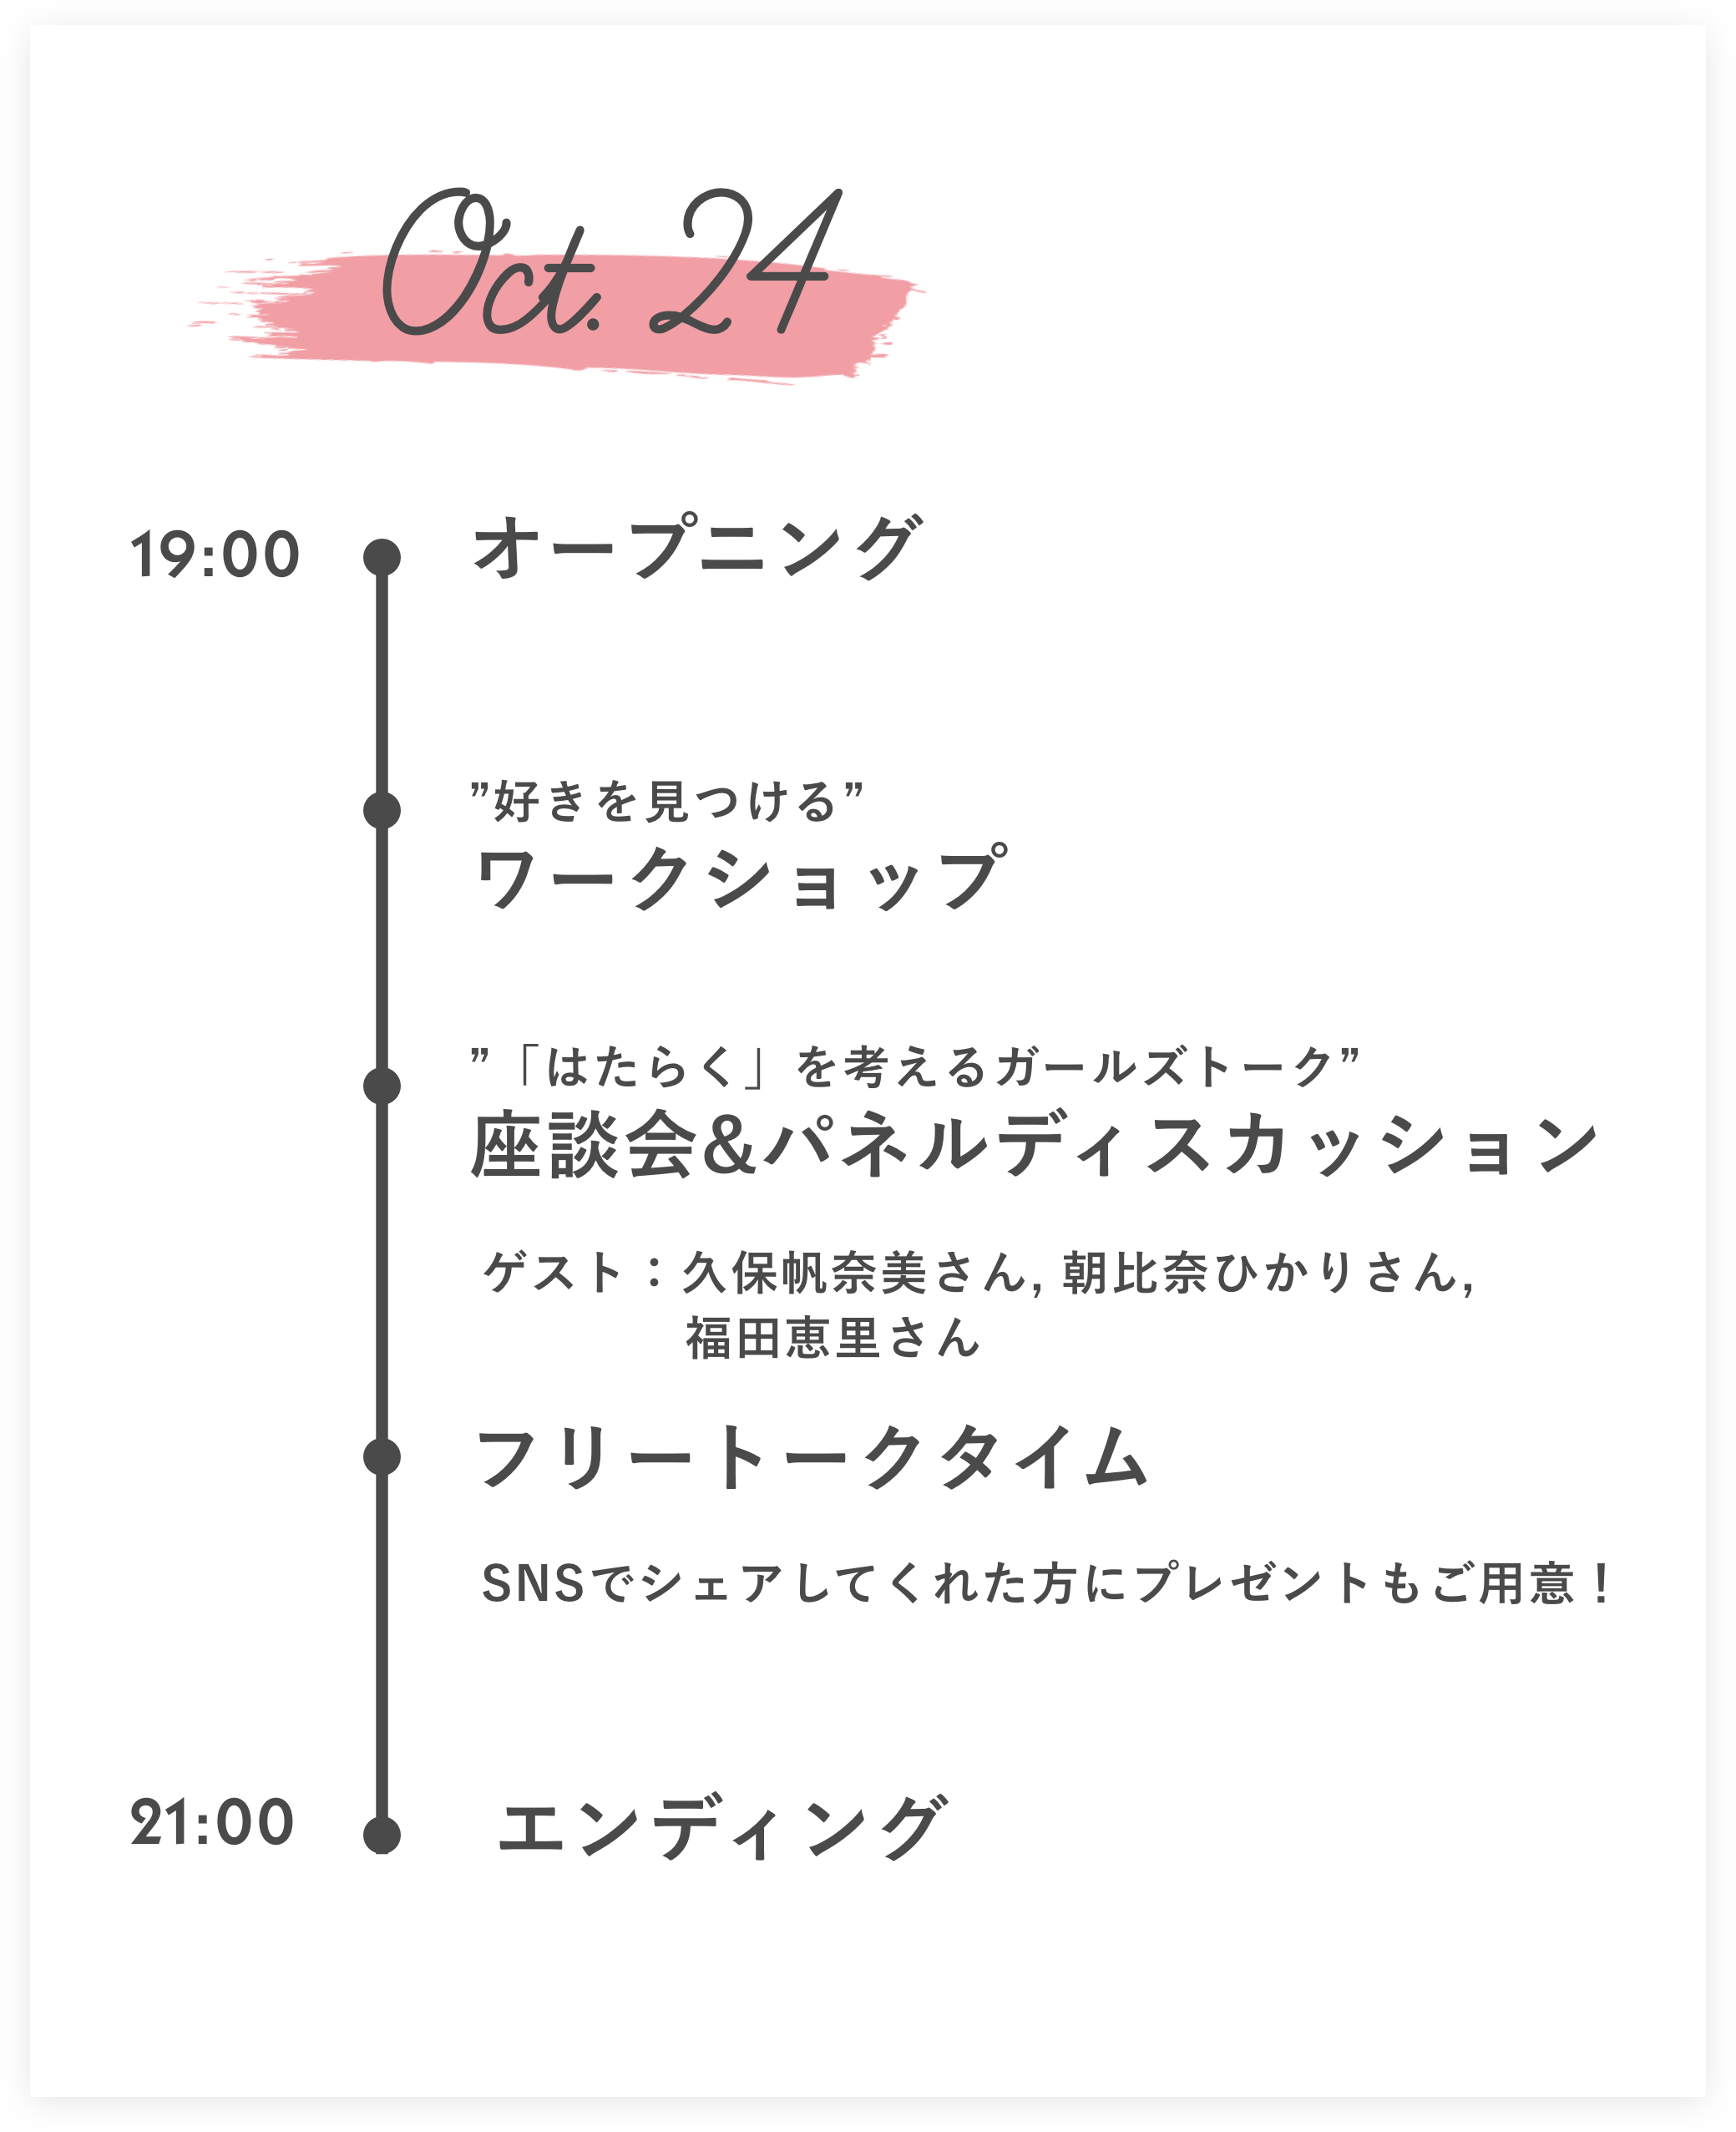 Oct. 24
19:00 オープニング
”好きを見つける”
ワークショップ
”「はたらく」を考えるガールズトーク”
座談会&パネルディスカッション
ゲスト：久保帆奈美さん, 朝比奈ひかりさん,
福田恵里さん
フリートークタイム
SNSでシェアしてくれた方にプレゼントもご用意！
21:00 エンディング